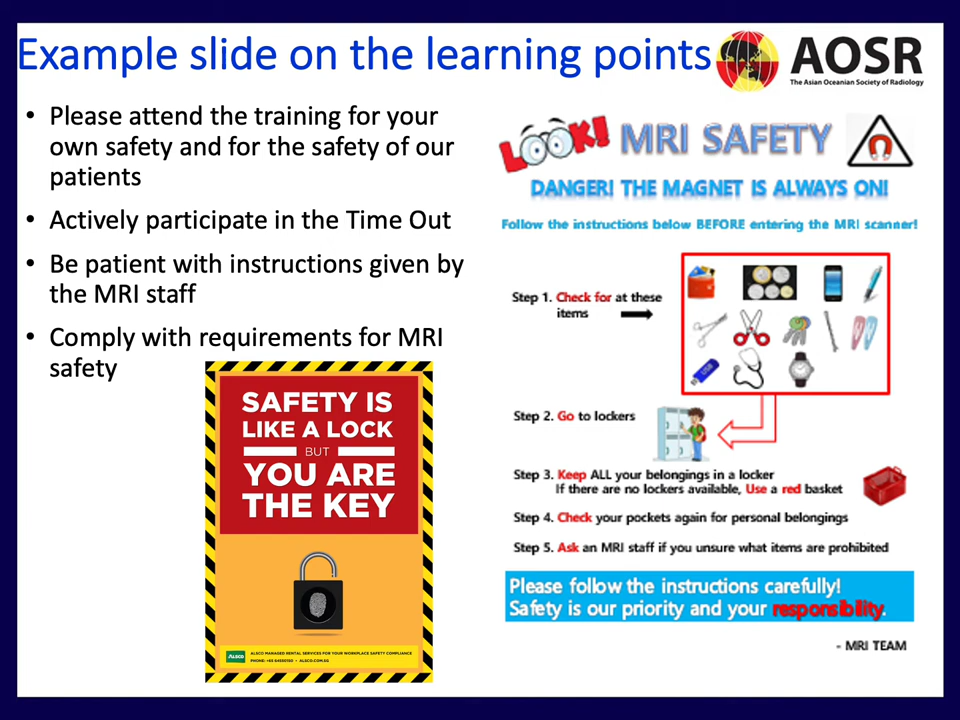 Example slide on the learning points
AOSR
The Asian Oceanian Society of Radiology
• Please attend the training for your
own safety and for the safety of our
patients
• Actively participate in the Time Out
• Be patient with instructions given by
the MRI staff
• Comply with requirements for MRI
safety
SAFETY IS
LIKE A LOCK
BUT
YOU ARE
THE KEY
ALSCO
ALSCO MANAGED RENTAL SERVICES FOR YOUR WORKPLACE SAFETY COMPLIANCE
ALSCO.COM.SG
LOOK!
MRI SAFETY
DANGER! THE MAGNET IS ALWAYS ON!
Follow the instructions below BEFORE entering the MRI scanner!
Step 1. Check for at these
items
USB
Step 2. Go to lockers
Step 3. Keep ALL your belongings in a locker
If there are no lockers available, Use a red basket
Step 4. Check your pockets again for personal belongings
Step 5. Ask an MRI staff if you unsure what items are prohibited
Please follow the instructions carefully!
Safety is our priority and your responsibility.
- MRI TEAM